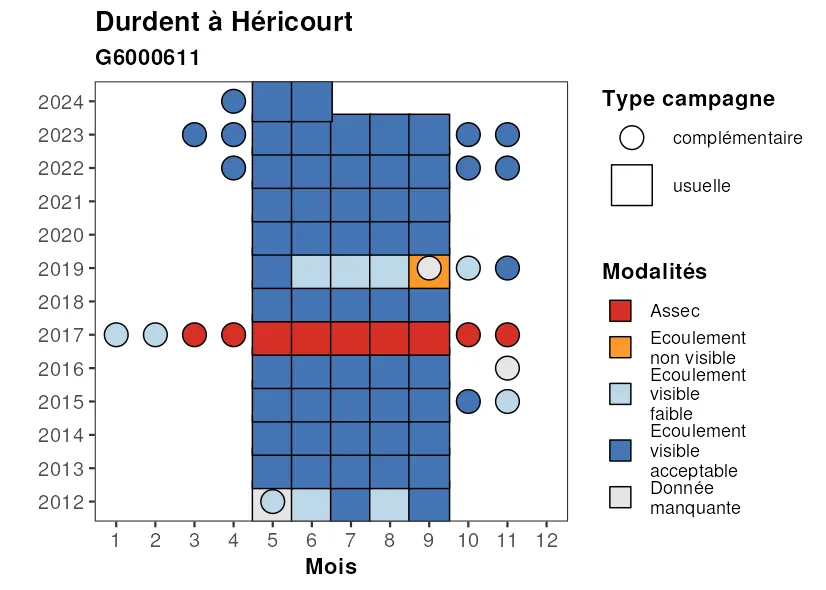 Durdent à Héricourt
G6000611
2024
2023
2022
2021
2020
2019
2018
2017
2016
2015
2014
2013
2012
1 2 3 4 5 6 7 8 9 10 11 12
Mois
Type campagne
complémentaire
usuelle
Modalités
Assec
Ecoulement
non visible
Ecoulement
visible
faible
Ecoulement
visible
acceptable
Donnée
manquante